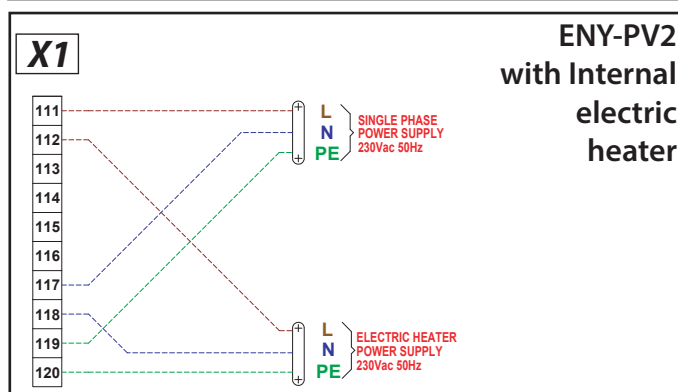 X1
ENY-PV2
with Internal
electric
heater
111
112
113
114
115
116
117
118
119
120
L
N
PE
SINGLE PHASE
POWER SUPPLY
230Vac 50Hz
L
N
PE
ELECTRIC HEATER
POWER SUPPLY
230Vac 50Hz